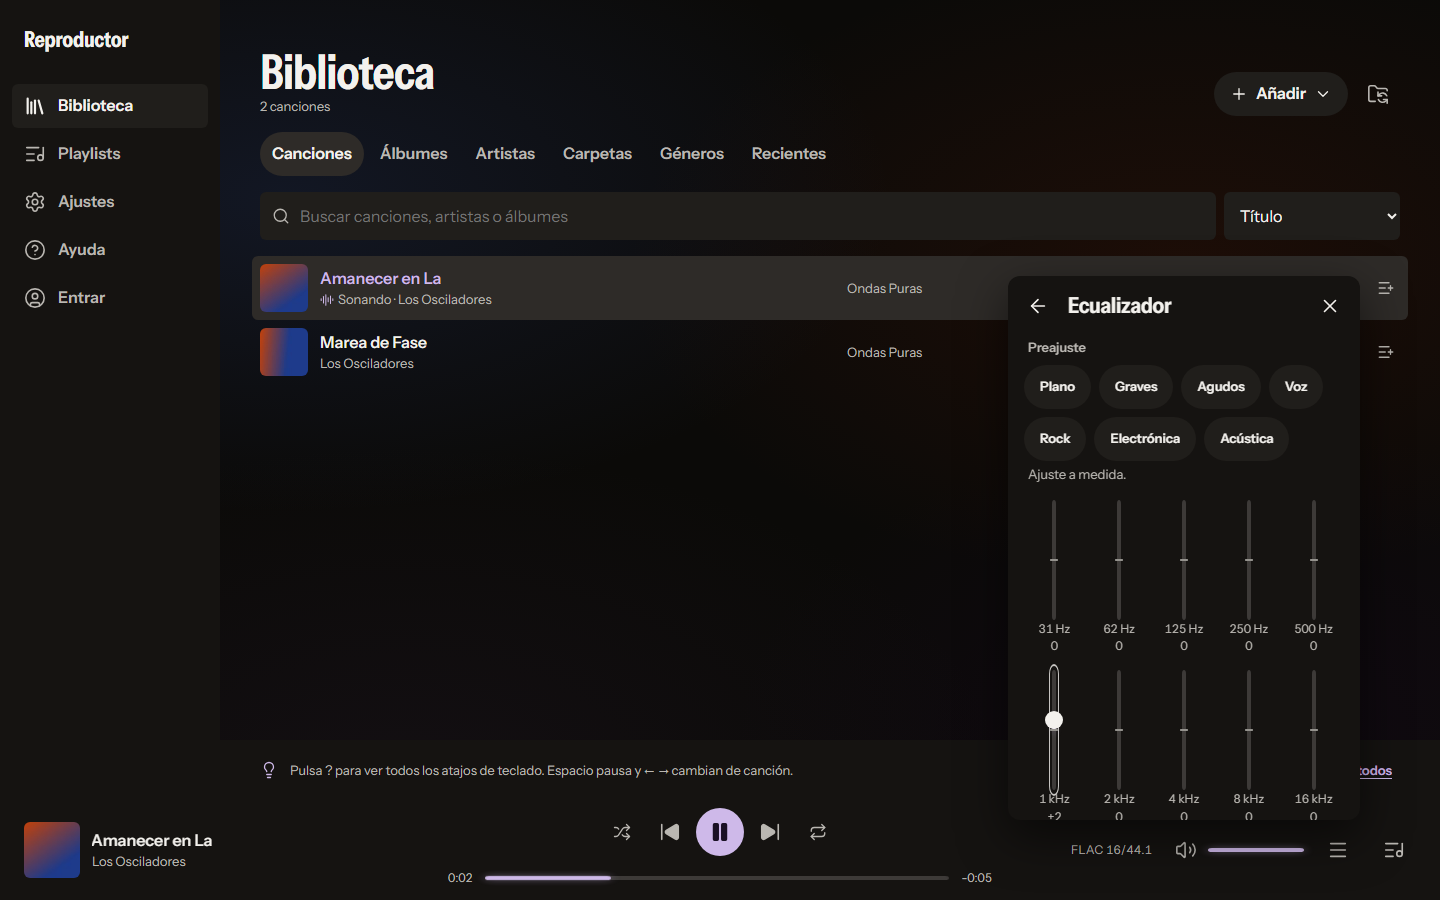 Reproductor
Biblioteca
Playlists
Ajustes
Ayuda
Entrar
Biblioteca
2 canciones
Añadir
Canciones
Álbumes
Artistas
Carpetas
Géneros
Recientes
Buscar canciones, artistas o álbumes
Título
Amanecer en La
Sonando · Los Osciladores
Ondas Puras
Marea de Fase
Los Osciladores
Ondas Puras
Ecualizador
Preajuste
Plano
Graves
Agudos
Voz
Rock
Electrónica
Acústica
Ajuste a medida.
31 Hz
62 Hz
125 Hz
250 Hz
500 Hz
0
0
0
0
0
1 kHz
2 kHz
4 kHz
8 kHz
16 kHz
+2
0
0
0
0
Pulsa ? para ver todos los atajos de teclado. Espacio pausa y ← → cambian de canción.
todos
Amanecer en La
Los Osciladores
0:02
-0:05
FLAC 16/44.1